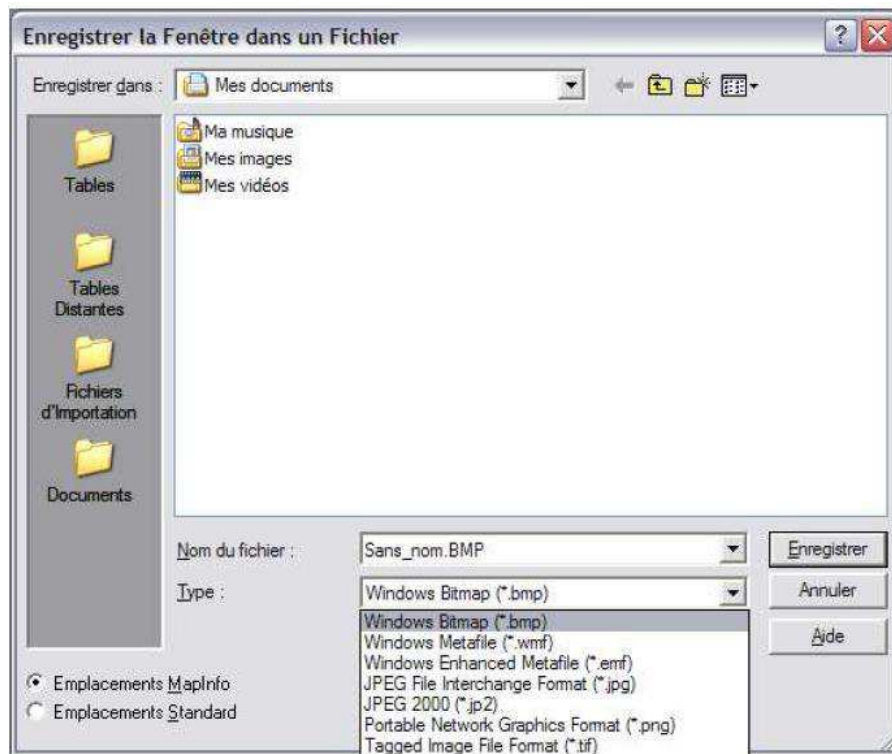 Enregistrer la Fenêtre dans un Fichier
Enregistrer dans :
Mes documents
Ma musique
Mes images
Mes vidéos
Tables
Tables
Distantes
Fichiers
d'Importation
Documents
Nom du fichier :
Sans_nom.BMP
Enregistrer
Type :
Windows Bitmap (*.bmp)
Annuler
Windows Bitmap (*.bmp)
Windows Metafile (*.wmf)
Windows Enhanced Metafile (*.emf)
JPEG File Interchange Format (*.jpg)
JPEG 2000 (*.jp2)
Portable Network Graphics Format (*.png)
Tagged Image File Format (*.tif)
Aide
Emplacements MapInfo
Emplacements Standard